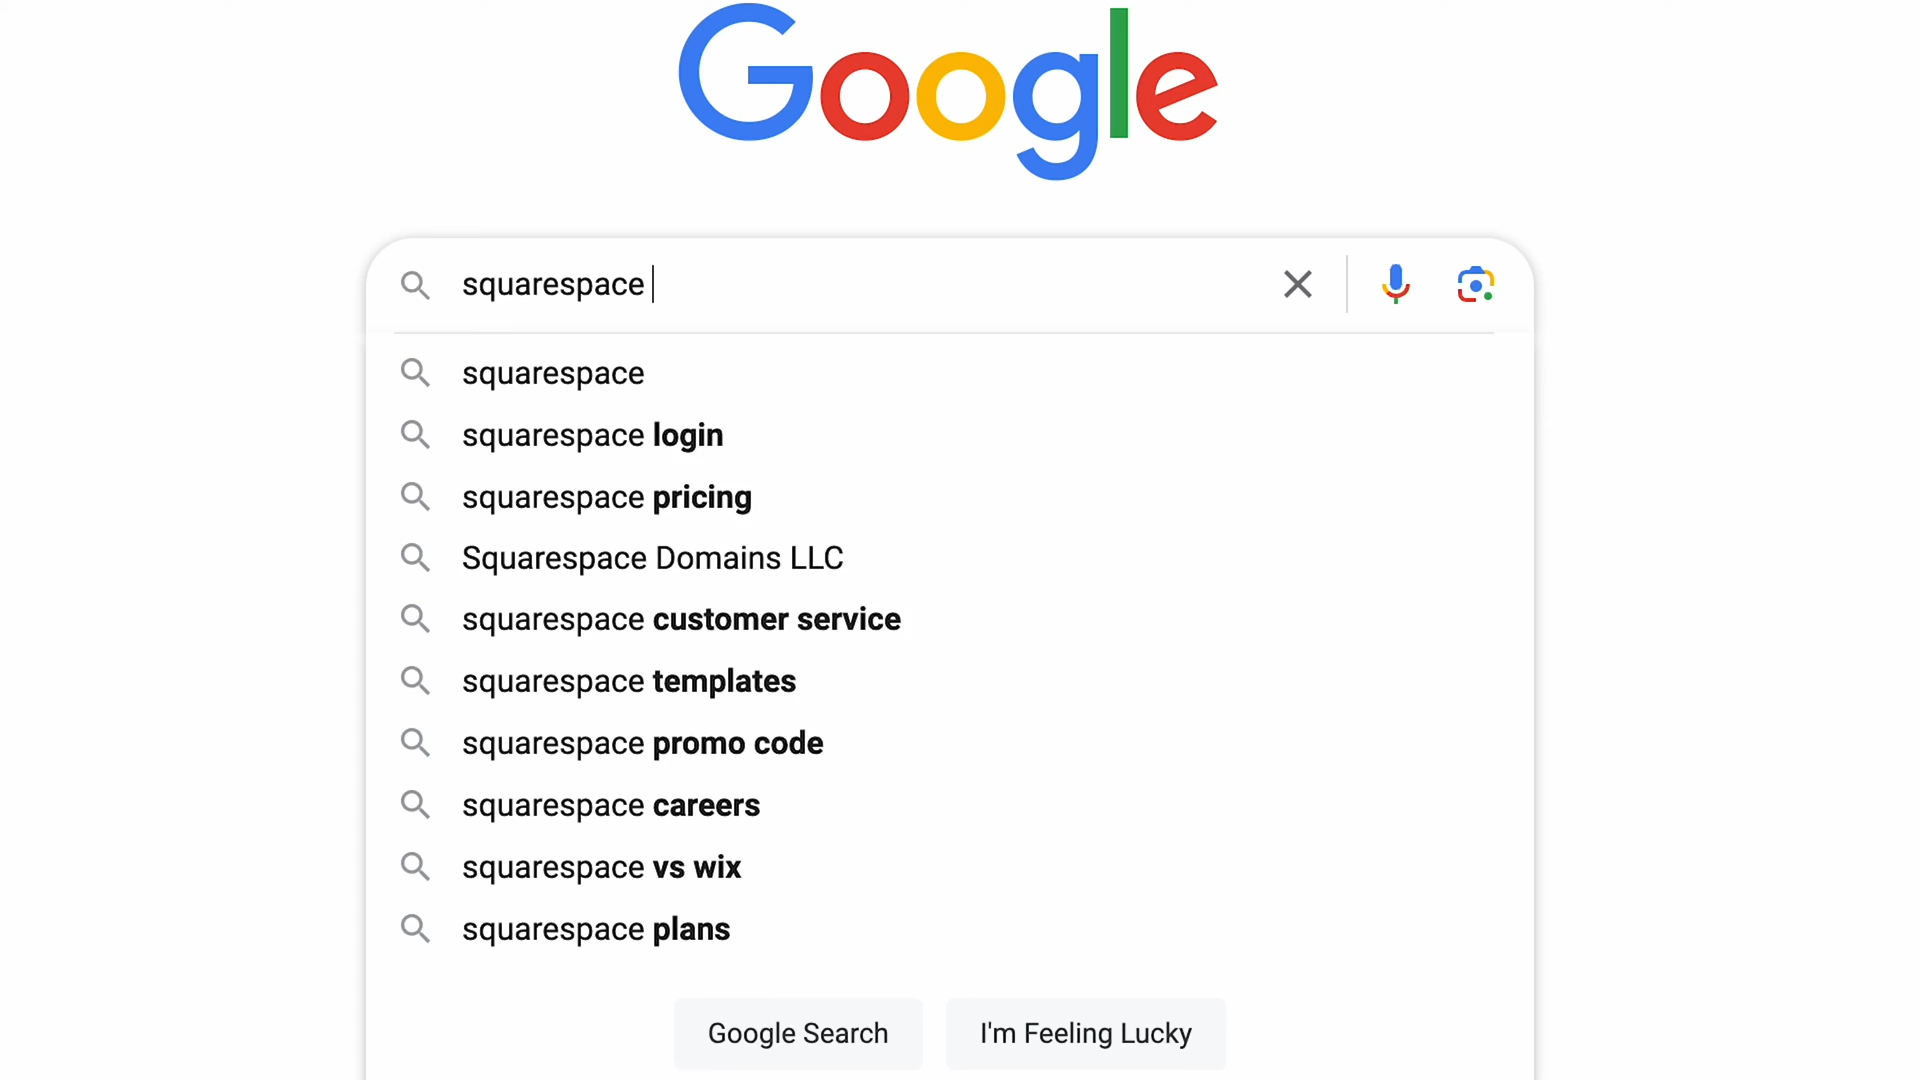 Google
squarespace
squarespace
squarespace login
squarespace pricing
Squarespace Domains LLC
squarespace customer service
squarespace templates
squarespace promo code
squarespace careers
squarespace vs wix
squarespace plans
Google Search
I'm Feeling Lucky